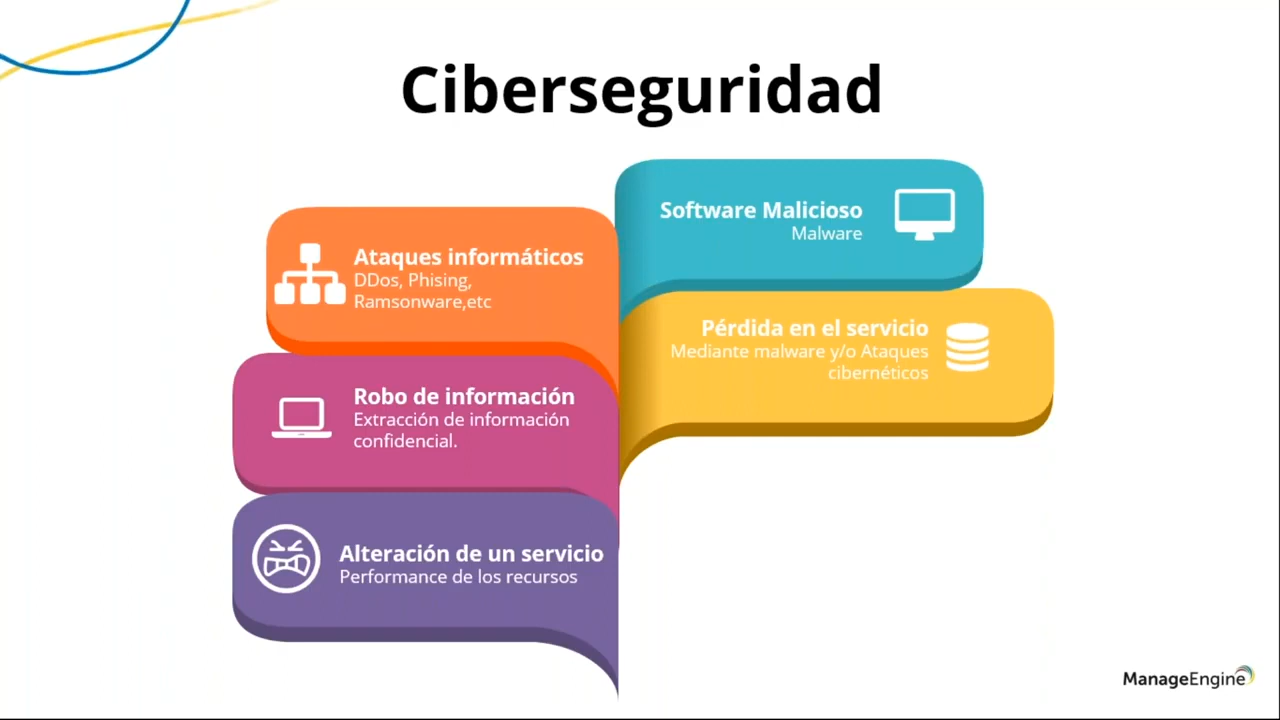 Ciberseguridad
Software Malicioso
Malware
Ataques informáticos
DDos, Phising,
Ramsonware,etc
Pérdida en el servicio
Mediante malware y/o Ataques
cibernéticos
Robo de información
Extracción de información
confidencial.
Alteración de un servicio
Performance de los recursos
ManageEngine